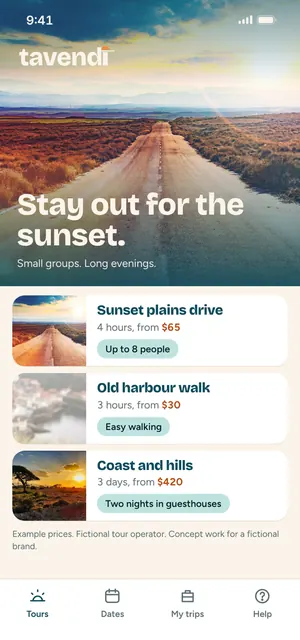 9:41
tavendi
Stay out for the
sunset.
Small groups. Long evenings.
Sunset plains drive
4 hours, from $65
Up to 8 people
Old harbour walk
3 hours, from $30
Easy walking
Coast and hills
3 days, from $420
Two nights in guesthouses
Example prices. Fictional tour operator. Concept work for a fictional
brand.
Tours
Dates
My trips
Help